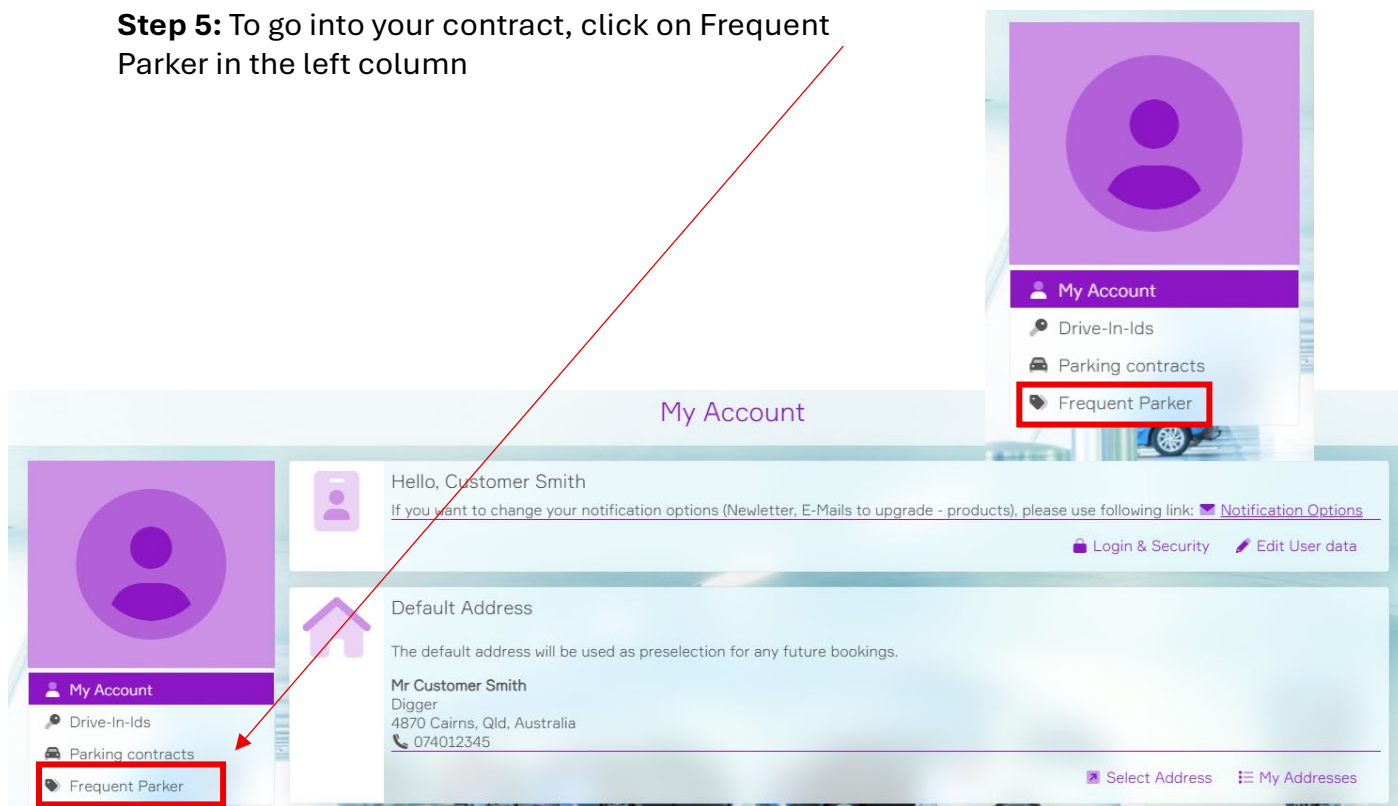 Step 5: To go into your contract, click on Frequent
Parker in the left column
My Account
Drive-In-Ids
Parking contracts
Frequent Parker
My Account
Hello, Customer Smith
If you want to change your notification options (Newletter, E-Mails to upgrade - products), please use following link: Notification Options
Login & Security Edit User data
Default Address
The default address will be used as preselection for any future bookings.
Mr Customer Smith
Digger
4870 Cairns, Qld, Australia
074012345
Select Address My Addresses
My Account
Drive-In-Ids
Parking contracts
Frequent Parker